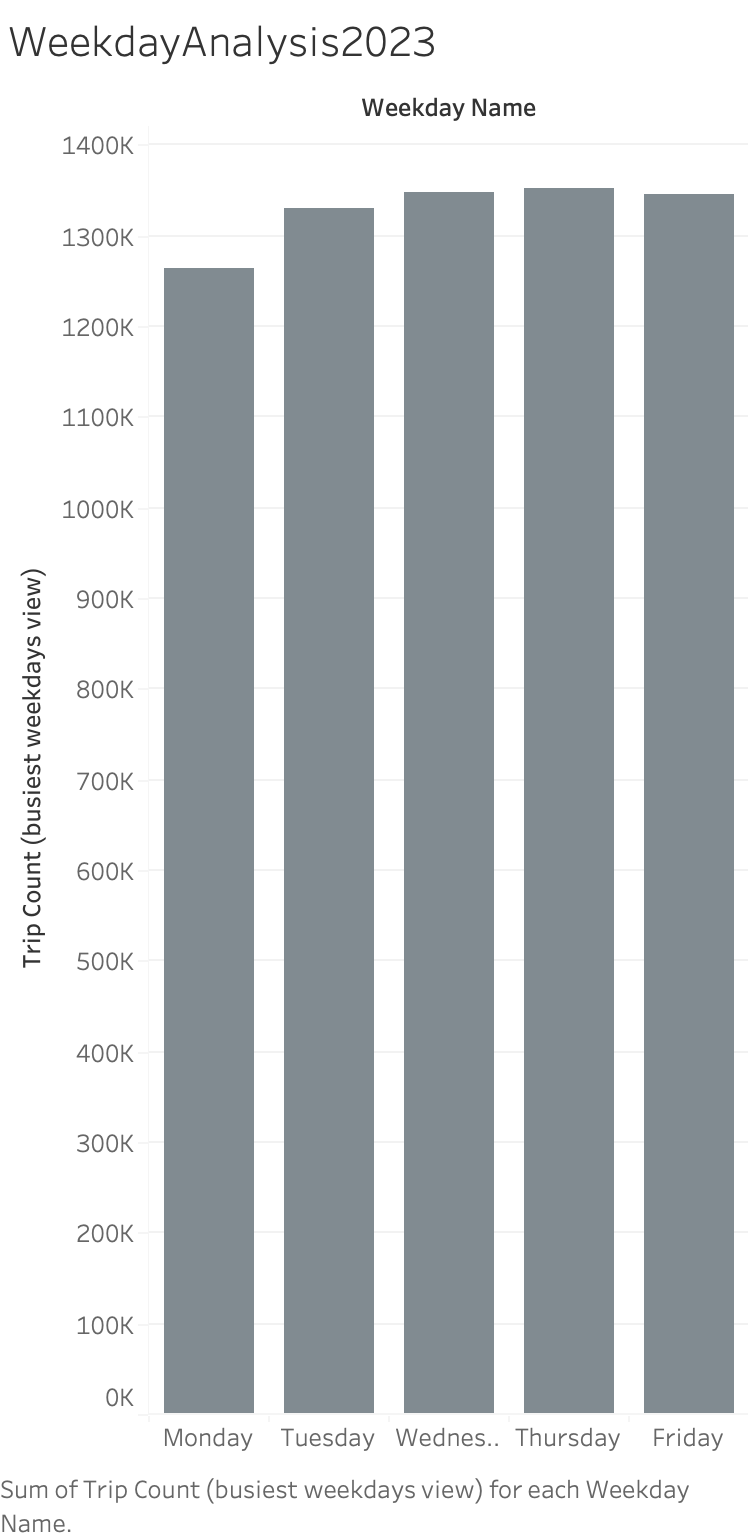 WeekdayAnalysis2023
Weekday Name
1400K
1300K
1200K
1100K
1000K
900K
800K
700K
600K
500K
400K
300K
200K
100K
0K
Trip Count (busiest weekdays view)
Monday
Tuesday
Wednes..
Thursday
Friday
Sum of Trip Count (busiest weekdays view) for each Weekday
Name.